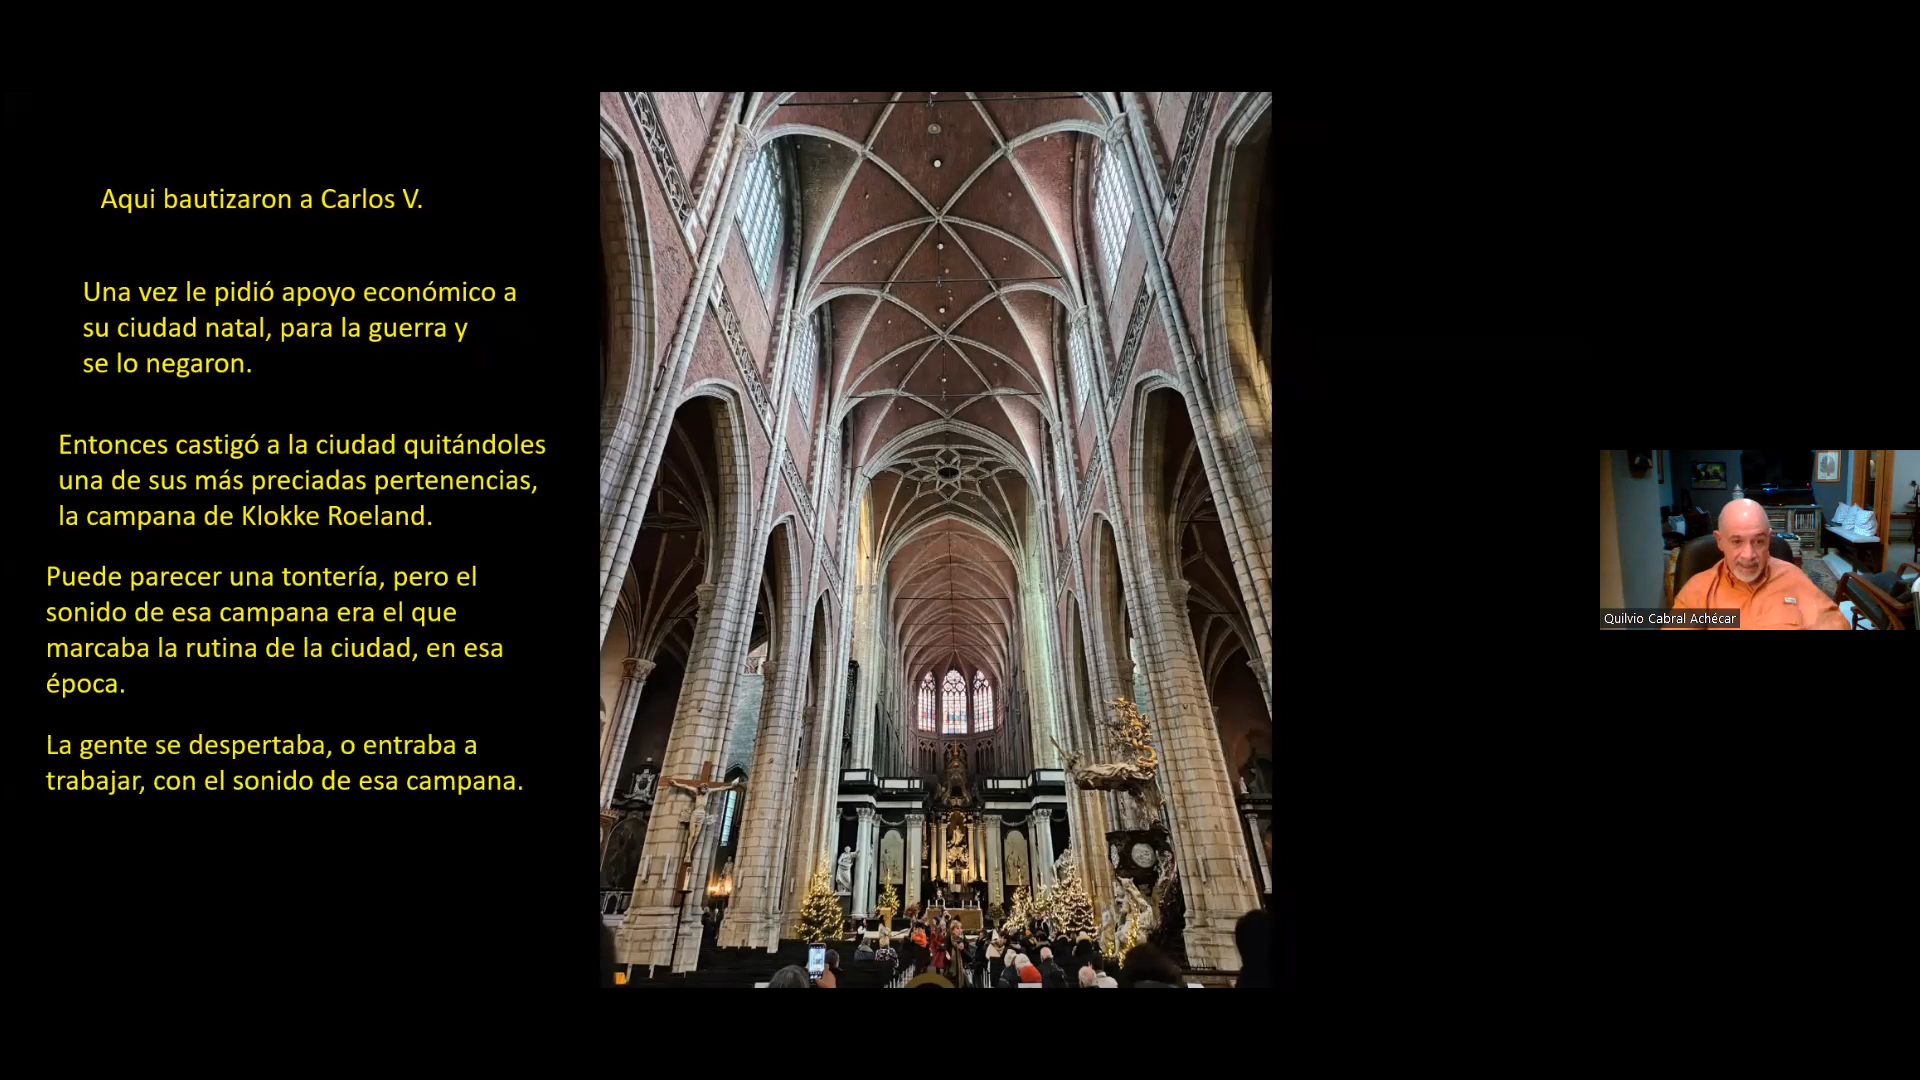 Aqui bautizaron a Carlos V.
Una vez le pidió apoyo económico a
su ciudad natal, para la guerra y
se lo negaron.
Entonces castigó a la ciudad quitándoles
una de sus más preciadas pertenencias,
la campana de Klokke Roeland.
Puede parecer una tontería, pero el
sonido de esa campana era el que
marcaba la rutina de la ciudad, en esa
época.
La gente se despertaba, o entraba a
trabajar, con el sonido de esa campana.
Quilvio Cabral Achécar